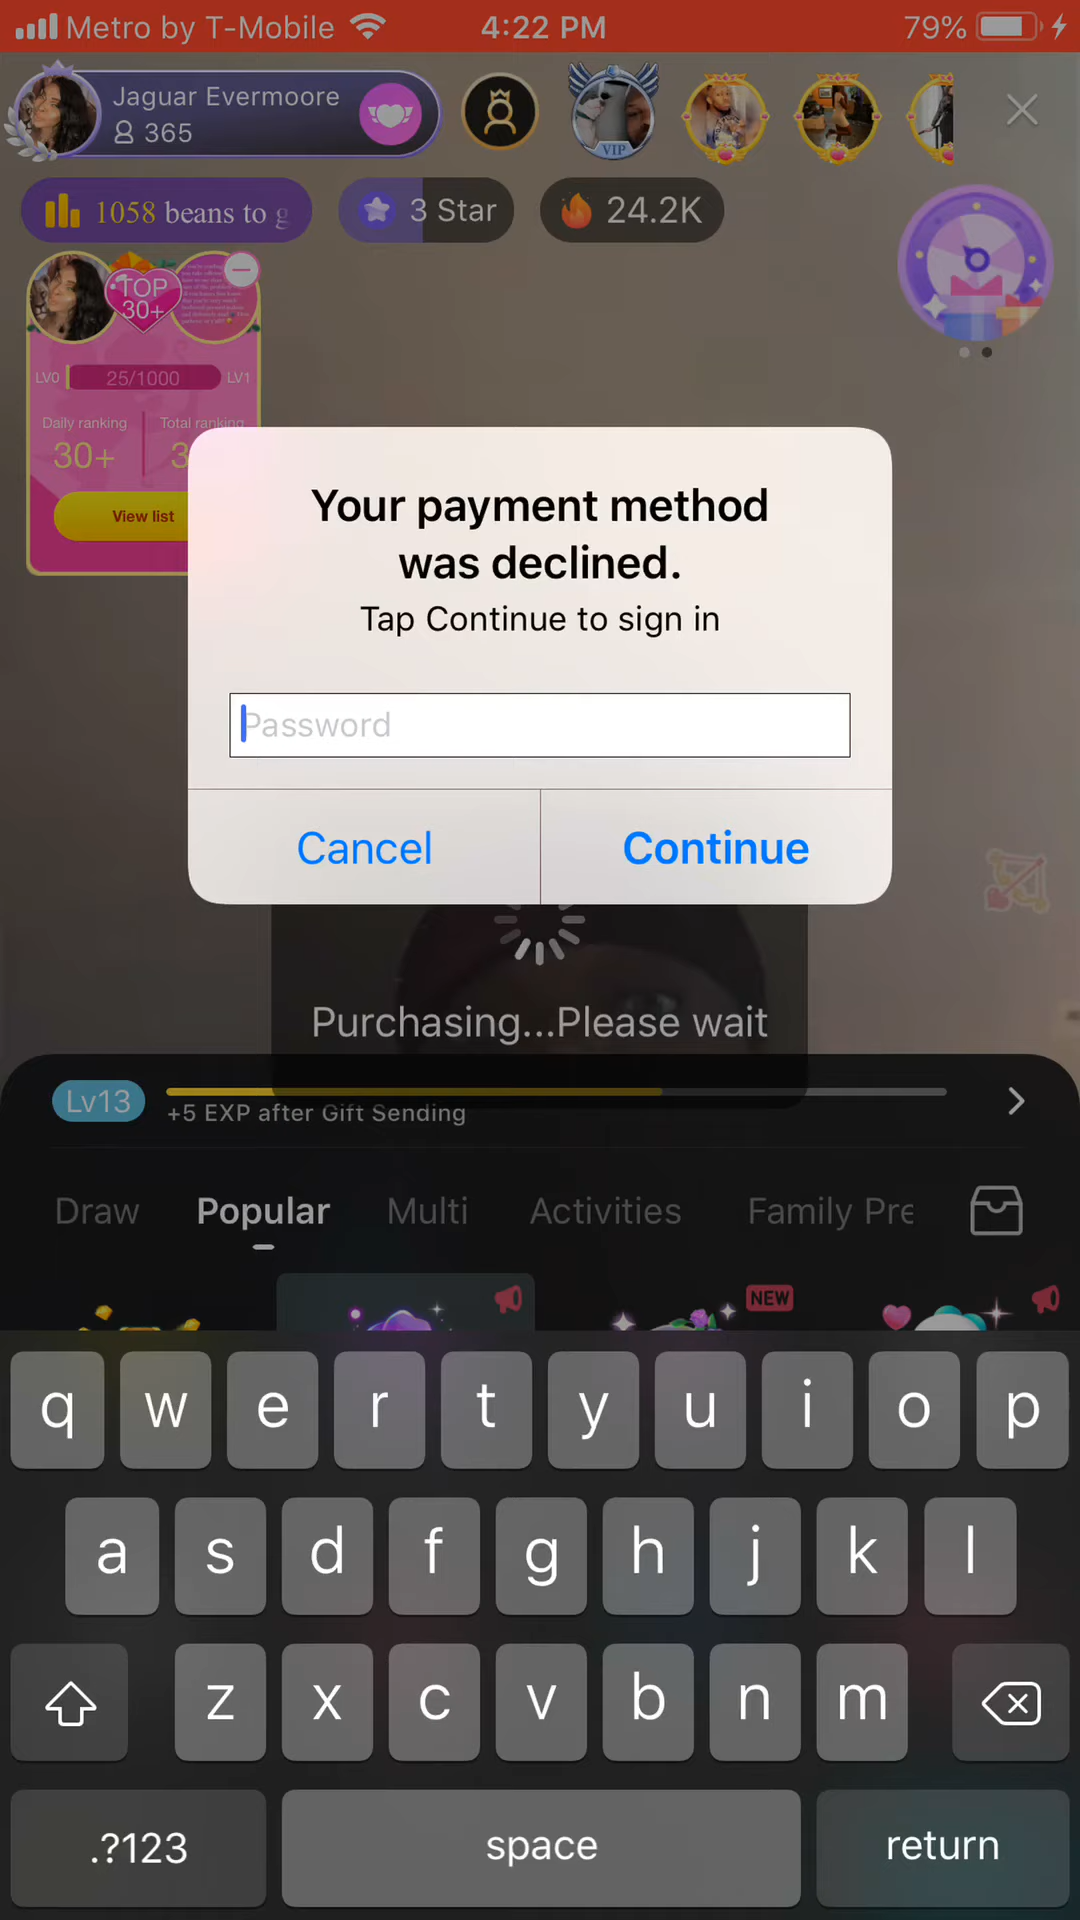 Metro by T-Mobile
4:22 PM
79%
Jaguar Evermoore
365
VIP
1058 beans to g
3 Star
24.2K
TOP
30+
LV0
25/1000
LV1
Daily ranking
Total ranking
30+
3
View list
Your payment method
was declined.
Tap Continue to sign in
Password
Cancel
Continue
Purchasing...Please wait
Lv13
+5 EXP after Gift Sending
Draw
Popular
Multi
Activities
Family Pre
NEW
q w e r t y u i o p
a s d f g h j k l
z x c v b n m
.?123
space
return